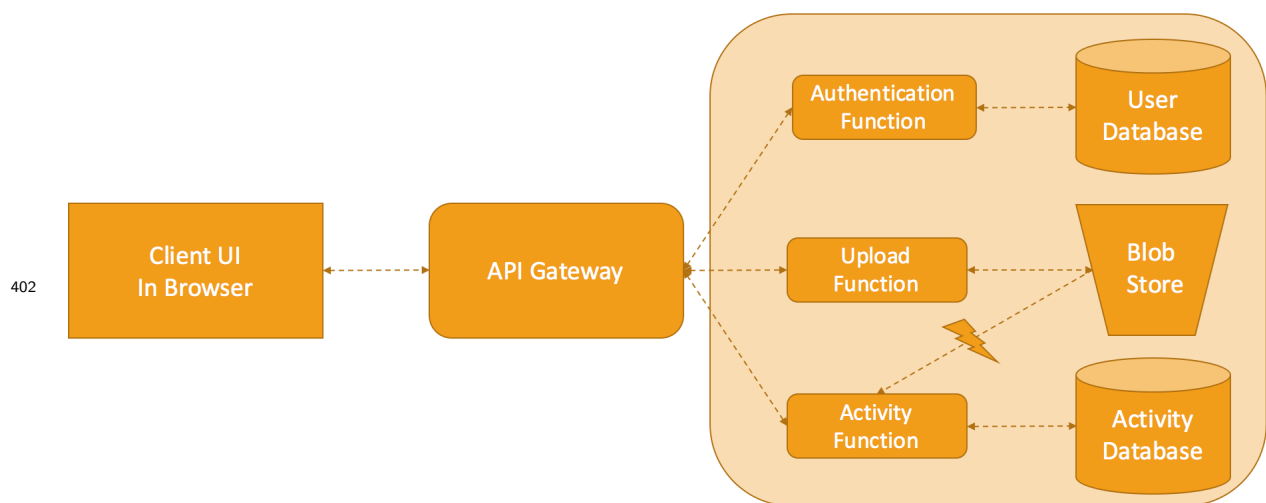 402
Client UI
In Browser
API Gateway
Authentication
Function
Upload
Function
Activity
Function
User
Database
Blob
Store
Activity
Database